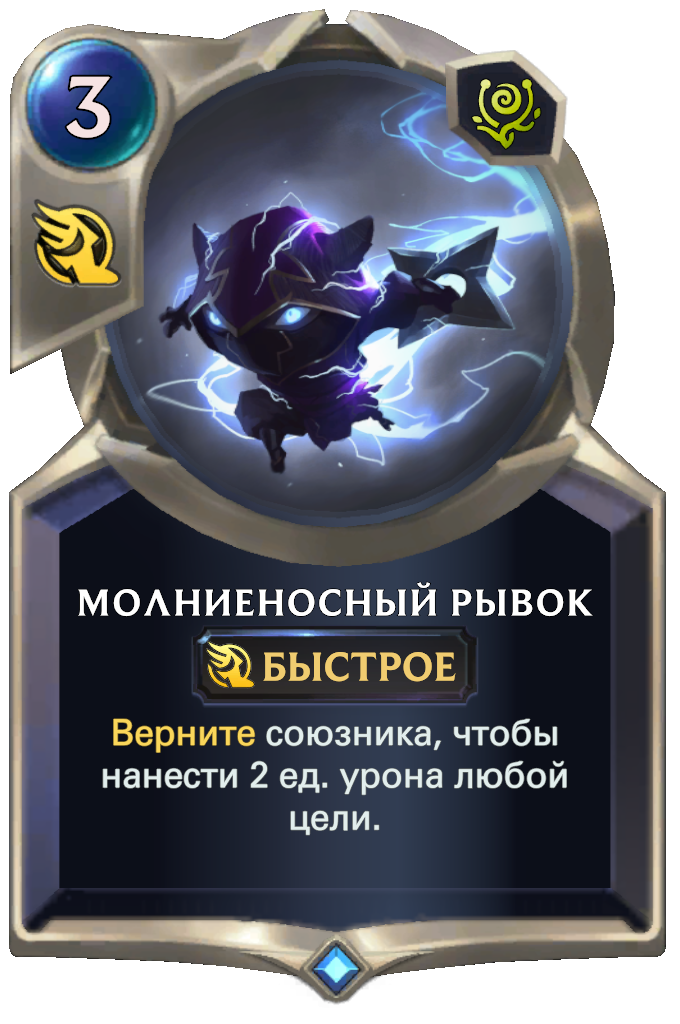 3
МОЛНИЕНОСНЫЙ РЫВОК
БЫСТРОЕ
Верните союзника, чтобы
нанести 2 ед. урона любой
цели.